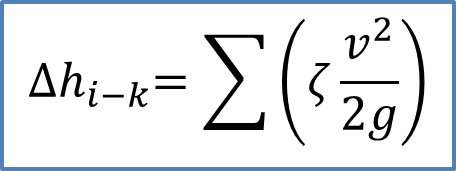 Δh_{i−k} = ∑ (ζ v²/2g)